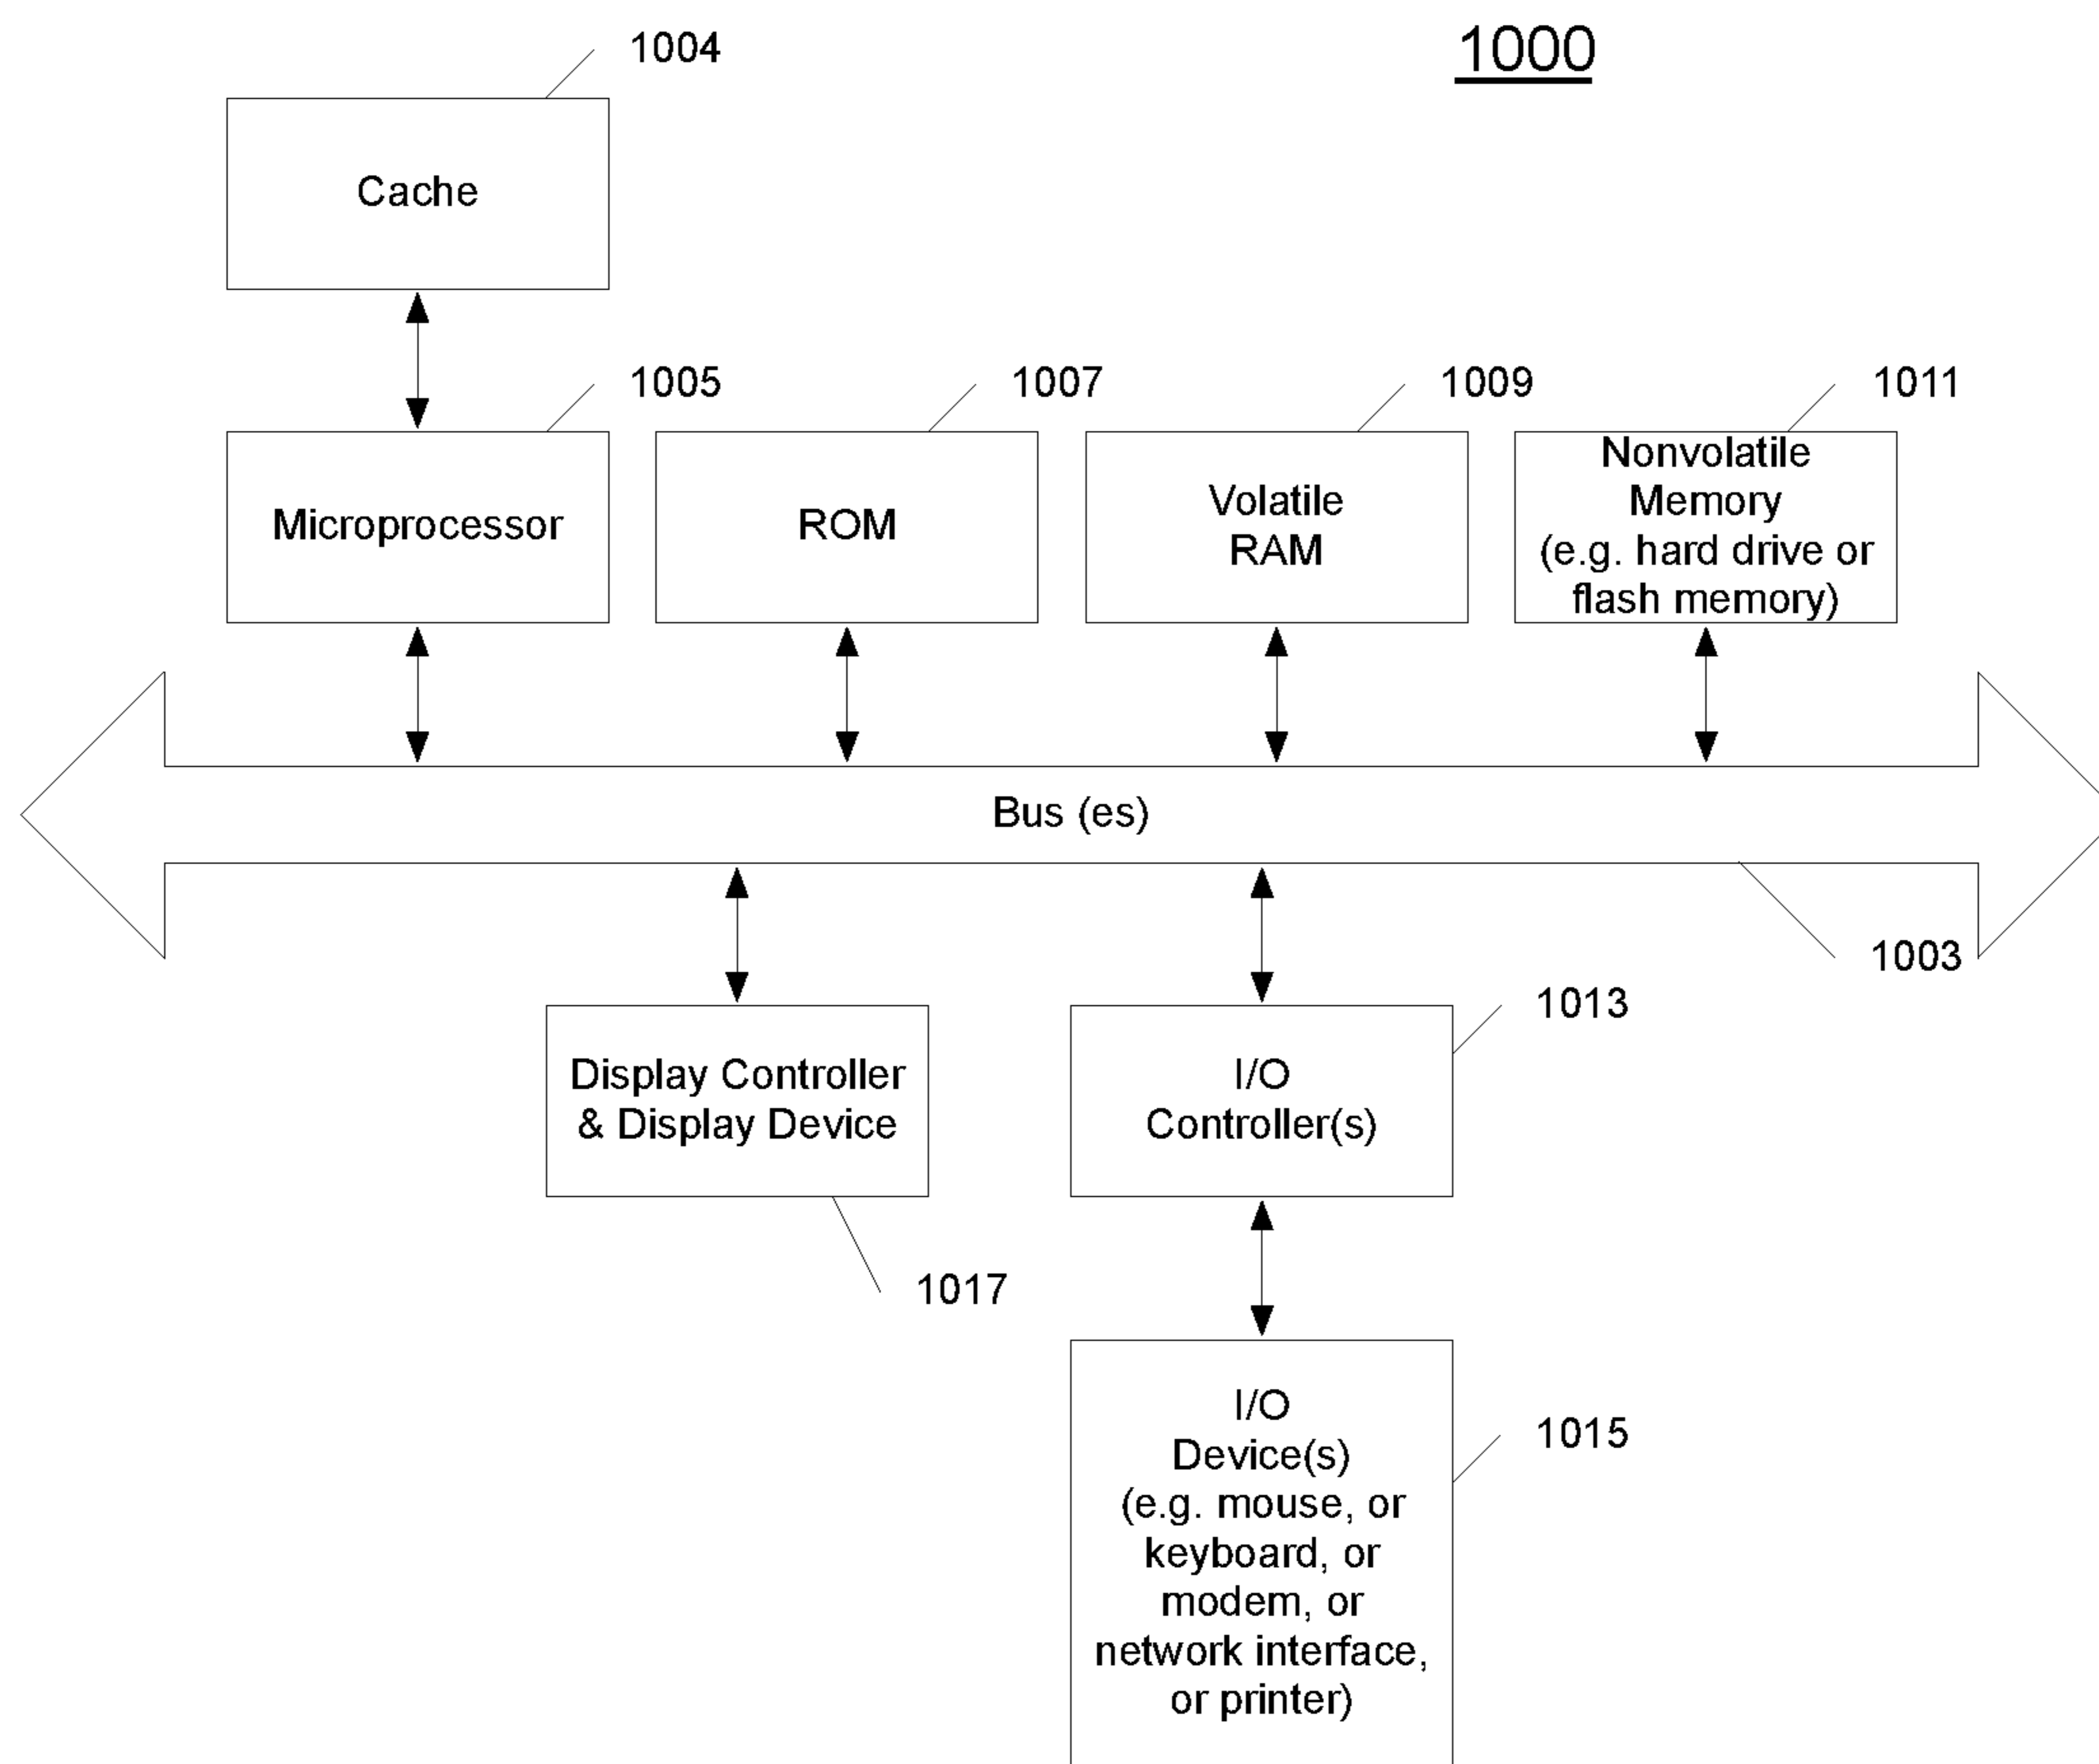 1004
1000
Cache
1005
1007
1009
1011
Microprocessor
ROM
Volatile
RAM
Nonvolatile
Memory
(e.g. hard drive or
flash memory)
Bus (es)
1003
Display Controller
& Display Device
1017
I/O
Controller(s)
1013
I/O
Device(s)
(e.g. mouse, or
keyboard, or
modem, or
network interface,
or printer)
1015